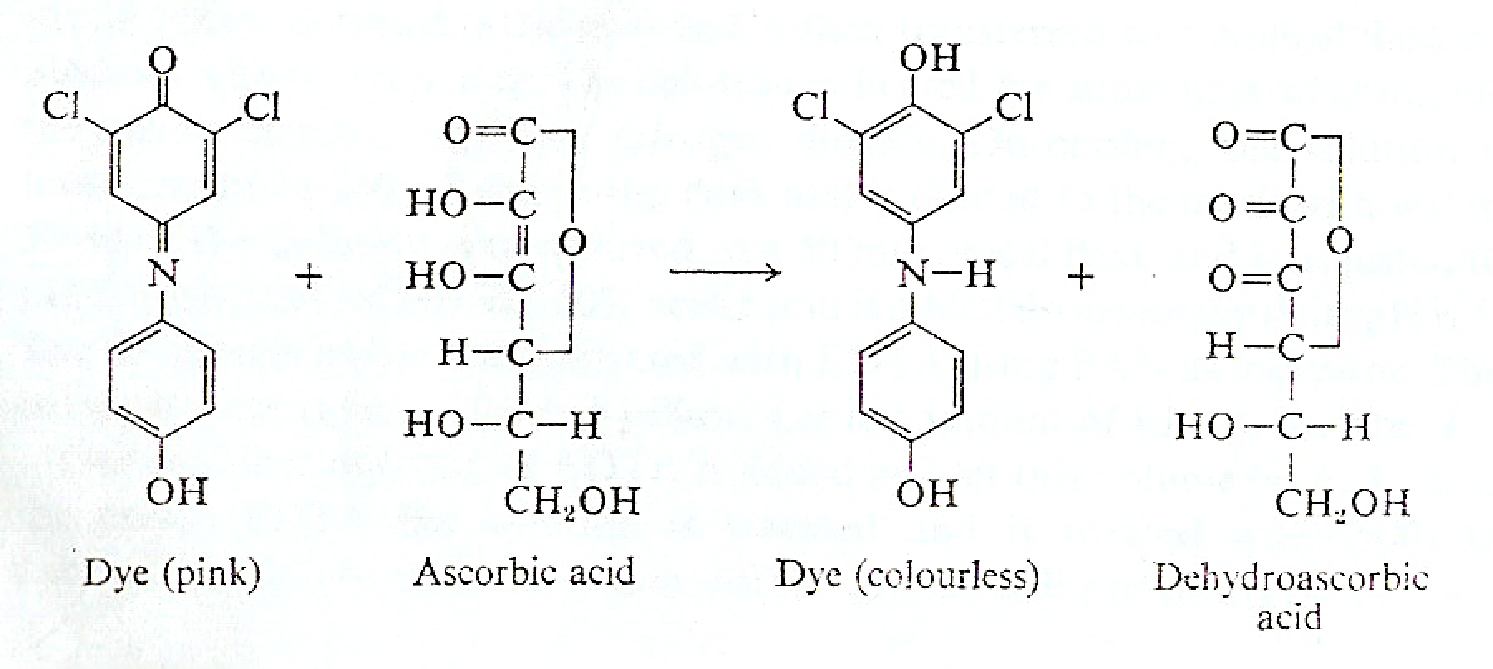 O
Cl Cl
N
OH
Dye (pink)
+
O=C
HO–C
O
HO–C
H–C
HO–C–H
CH₂OH
Ascorbic acid
OH
Cl Cl
N–H
OH
Dye (colourless)
+
O=C
O=C
O
O=C
H–C
HO–C–H
CH₂OH
Dehydroascorbic
acid